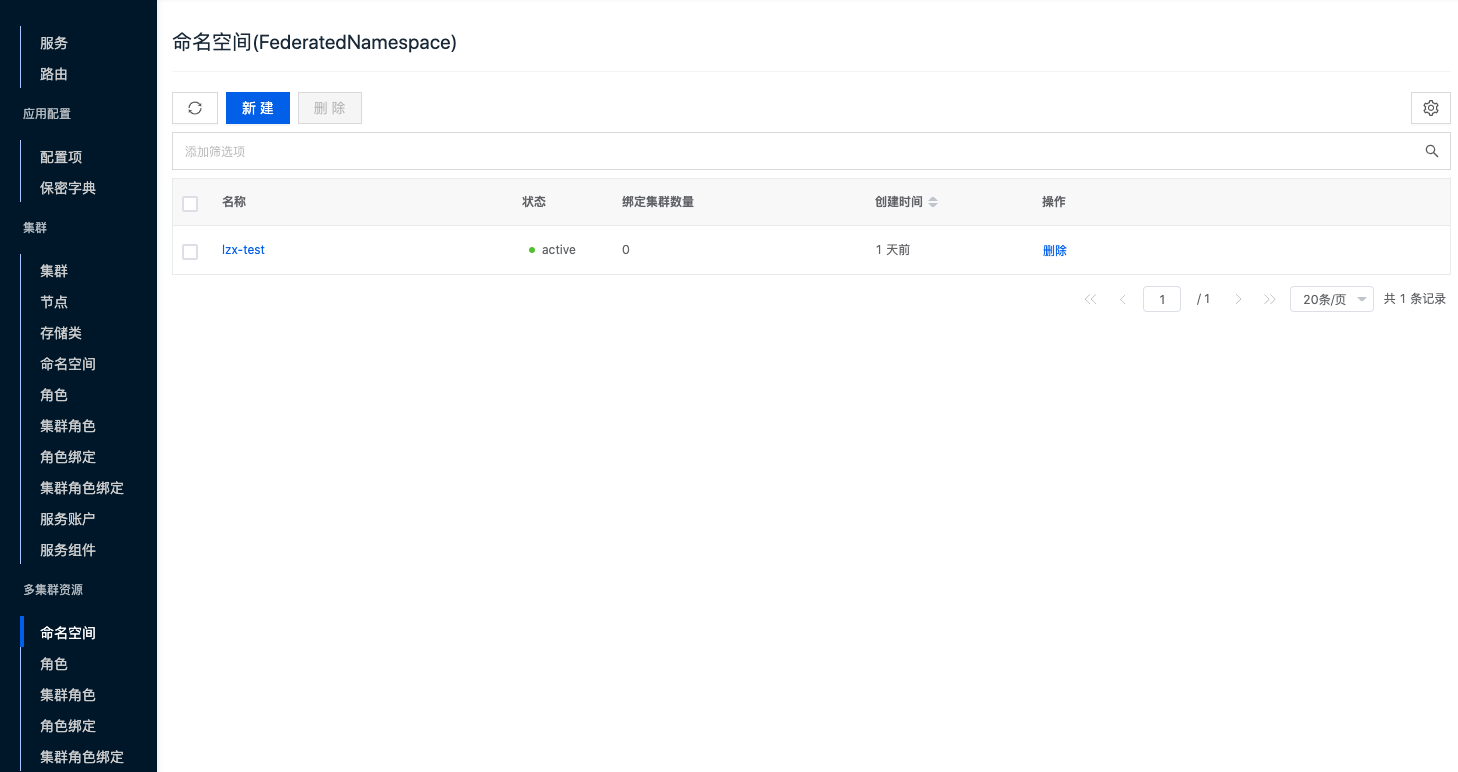 服务
路由
应用配置
配置项
保密字典
集群
集群
节点
存储类
命名空间
角色
集群角色
角色绑定
集群角色绑定
服务账户
服务组件
多集群资源
命名空间
角色
集群角色
角色绑定
集群角色绑定
命名空间(FederatedNamespace)
新 建 删 除
添加筛选项
名称 状态 绑定集群数量 创建时间 操作
lzx-test active 0 1 天前 删除
1 / 1 20条/页 共 1 条记录